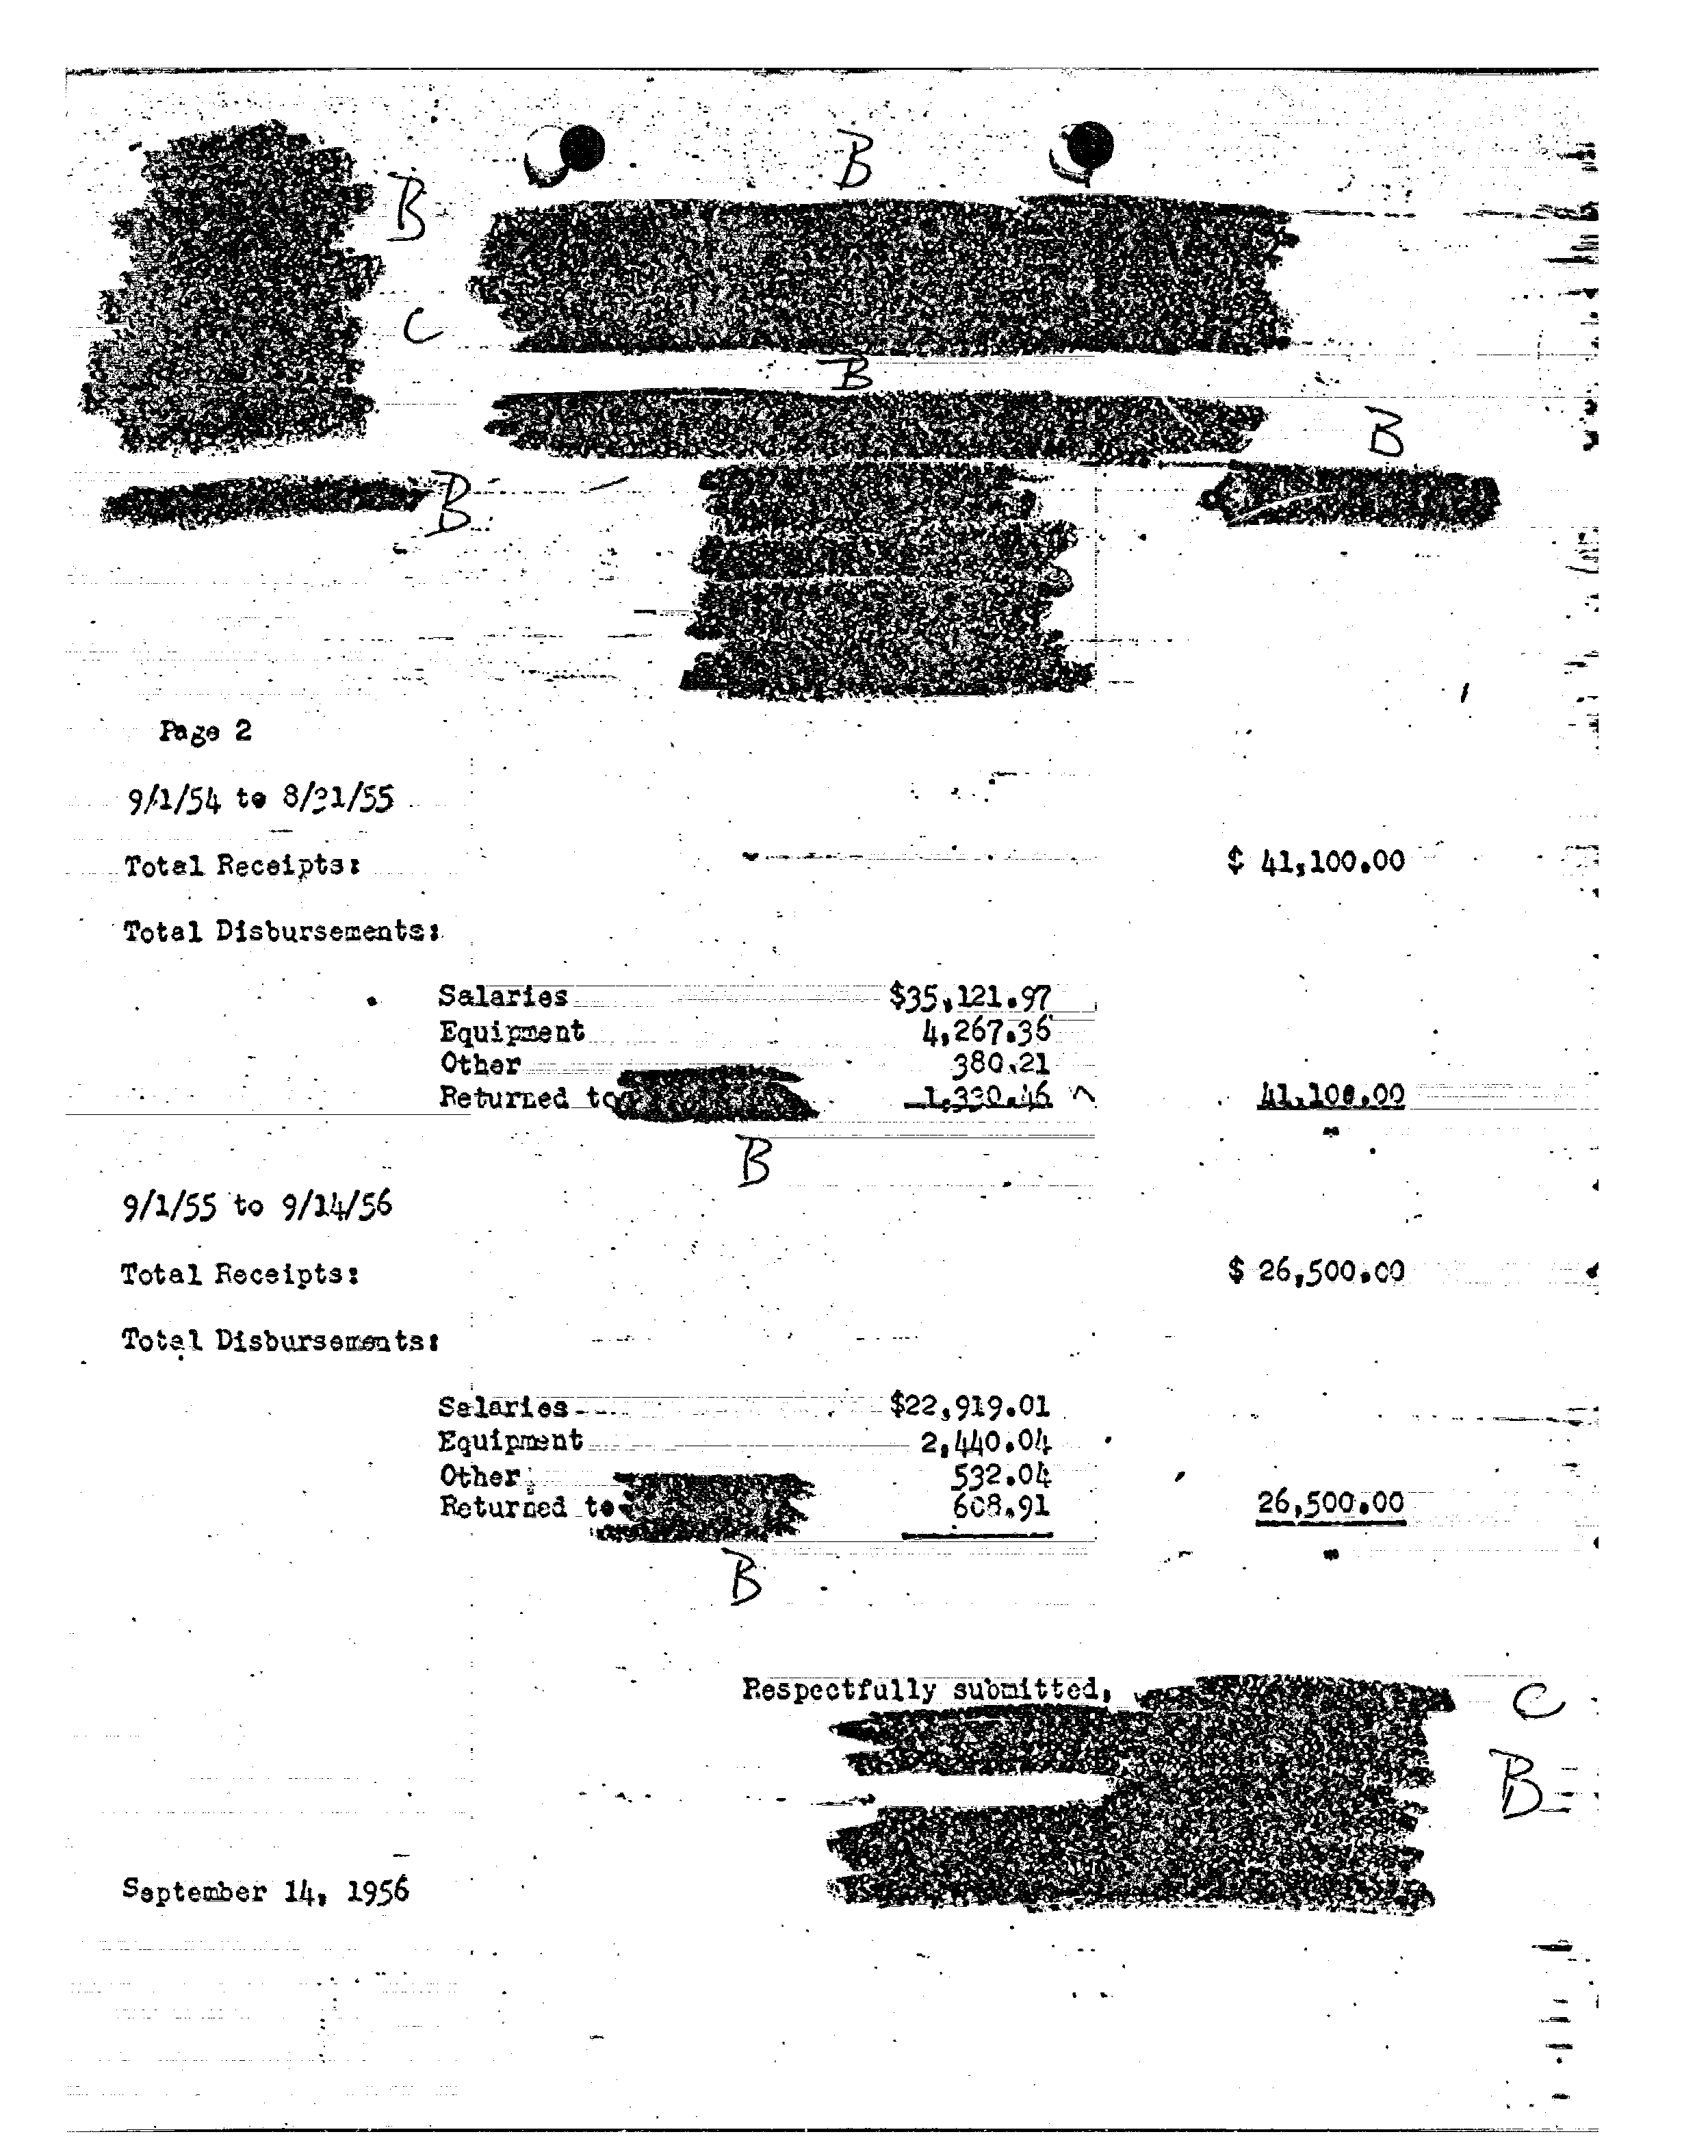 B
B
C
B
B
B
Page 2
9/1/54 to 8/31/55
Total Receipts: $ 41,100.00
Total Disbursements:
Salaries $35,121.97
Equipment 4,267.36
Other 380.21
Returned to 1,330.46 41,100.00
B
9/1/55 to 9/14/56
Total Receipts: $ 26,500.00
Total Disbursements:
Salaries $22,919.01
Equipment 2,440.04
Other 532.04
Returned to 608.91 26,500.00
B
Respectfully submitted,
C
B
September 14, 1956